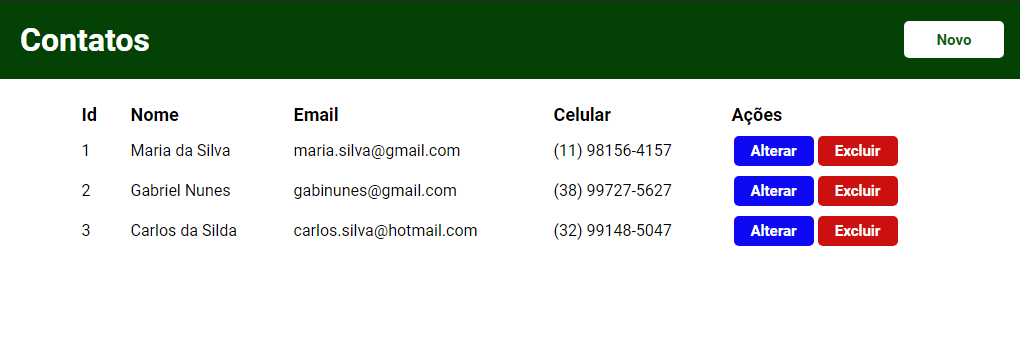 Contatos Novo
Id Nome Email Celular Ações
1 Maria da Silva maria.silva@gmail.com (11) 98156-4157 Alterar Excluir
2 Gabriel Nunes gabinunes@gmail.com (38) 99727-5627 Alterar Excluir
3 Carlos da Silda carlos.silva@hotmail.com (32) 99148-5047 Alterar Excluir